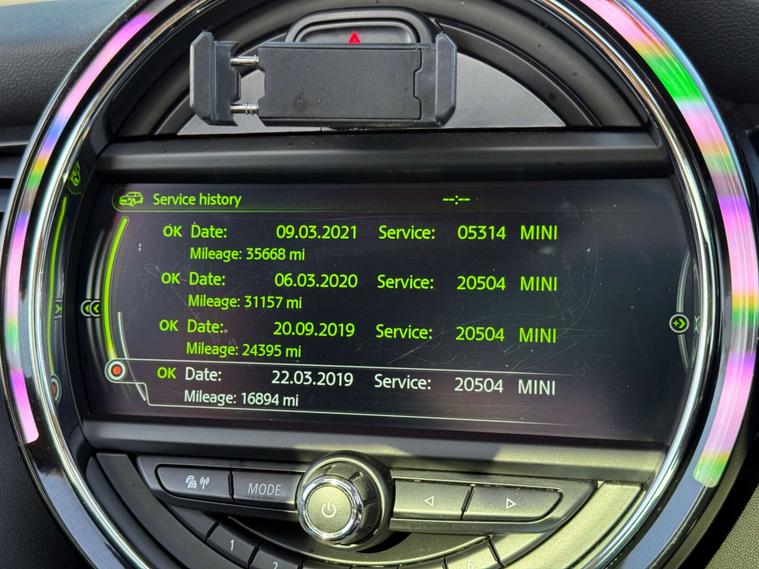 Service history --:--
OK Date: 09.03.2021 Service: 05314 MINI
Mileage: 35668 mi
OK Date: 06.03.2020 Service: 20504 MINI
Mileage: 31157 mi
OK Date: 20.09.2019 Service: 20504 MINI
Mileage: 24395 mi
OK Date: 22.03.2019 Service: 20504 MINI
Mileage: 16894 mi
MODE
1 2 6